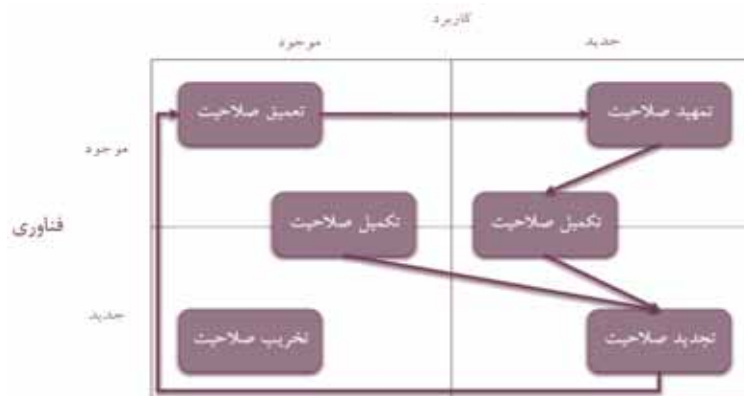 کاربرد
جدید
موجود
تمهید صلاحیت
تعمیق صلاحیت
موجود
تکمیل صلاحیت
تکمیل صلاحیت
فناوری
جدید
تجدید صلاحیت
تخریب صلاحیت